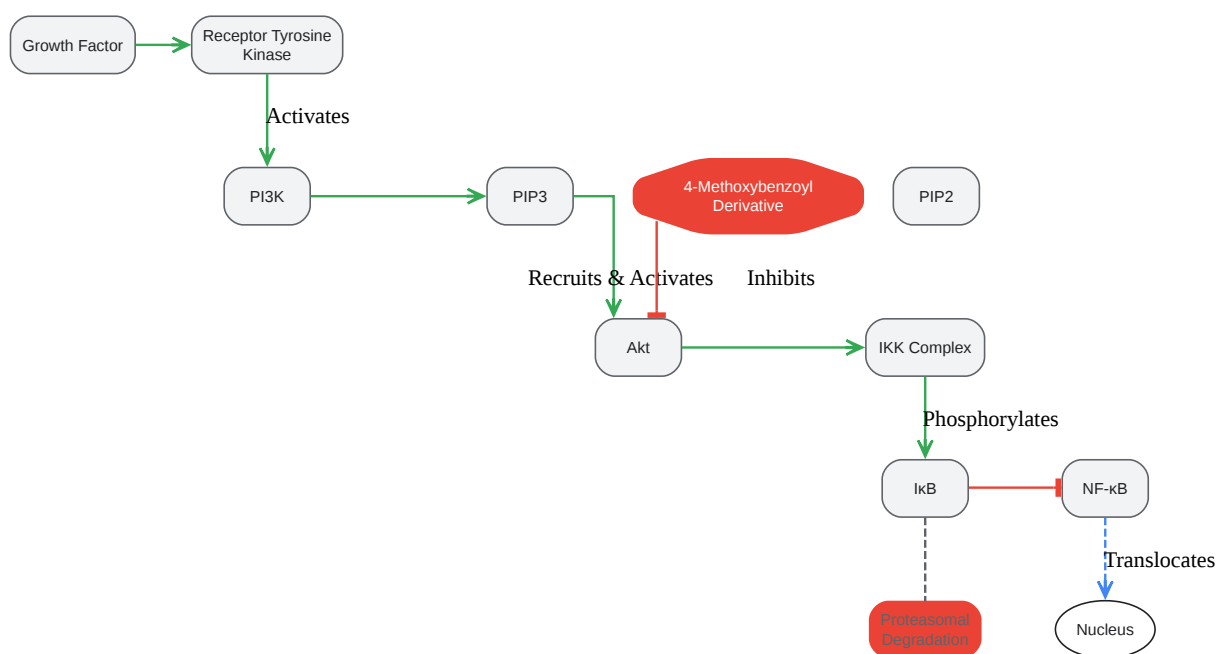 Growth Factor
Receptor Tyrosine
Kinase
Activates
PI3K
PIP3
4-Methoxybenzoyl
Derivative
PIP2
Recruits & Activates
Inhibits
Akt
IKK Complex
Phosphorylates
IκB
NF-κB
Translocates
Proteasomal
Degradation
Nucleus